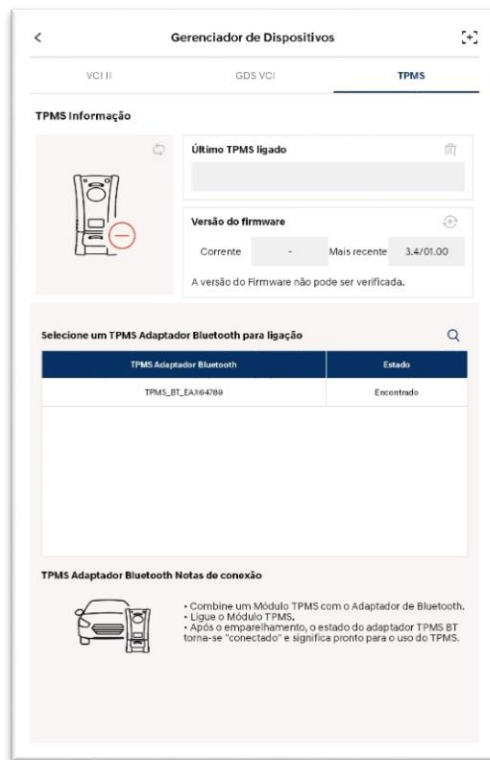 Gerenciador de Dispositivos
VCI II
GDS VCI
TPMS
TPMS Informação
Último TPMS ligado
Versão do firmware
Corrente - Mais recente 3.4/01.00
A versão do Firmware não pode ser verificada.
Selecione um TPMS Adaptador Bluetooth para ligação
TPMS Adaptador Bluetooth Estado
TPMS_BT_EAX64789 Encontrado
TPMS Adaptador Bluetooth Notas de conexão
• Combine um Módulo TPMS com o Adaptador de Bluetooth.
• Ligue o Módulo TPMS.
• Após o emparelhamento, o estado do adaptador TPMS BT
torna-se "conectado" e significa pronto para o uso do TPMS.